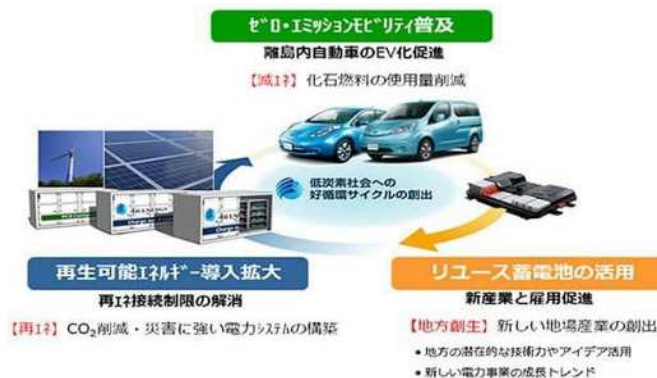 ゼロ・エミッションモビリティ普及
離島内自動車のEV化促進
【減エネ】 化石燃料の使用量削減
低炭素社会への
好循環サイクルの創出
再生可能エネルギー導入拡大
再エネ接続制限の解消
【再エネ】 CO₂削減・災害に強い電力システムの構築
リユース蓄電池の活用
新産業と雇用促進
【地方創生】 新しい地場産業の創出
• 地方の潜在的な技術力やアイデア活用
• 新しい電力事業の成長トレンド